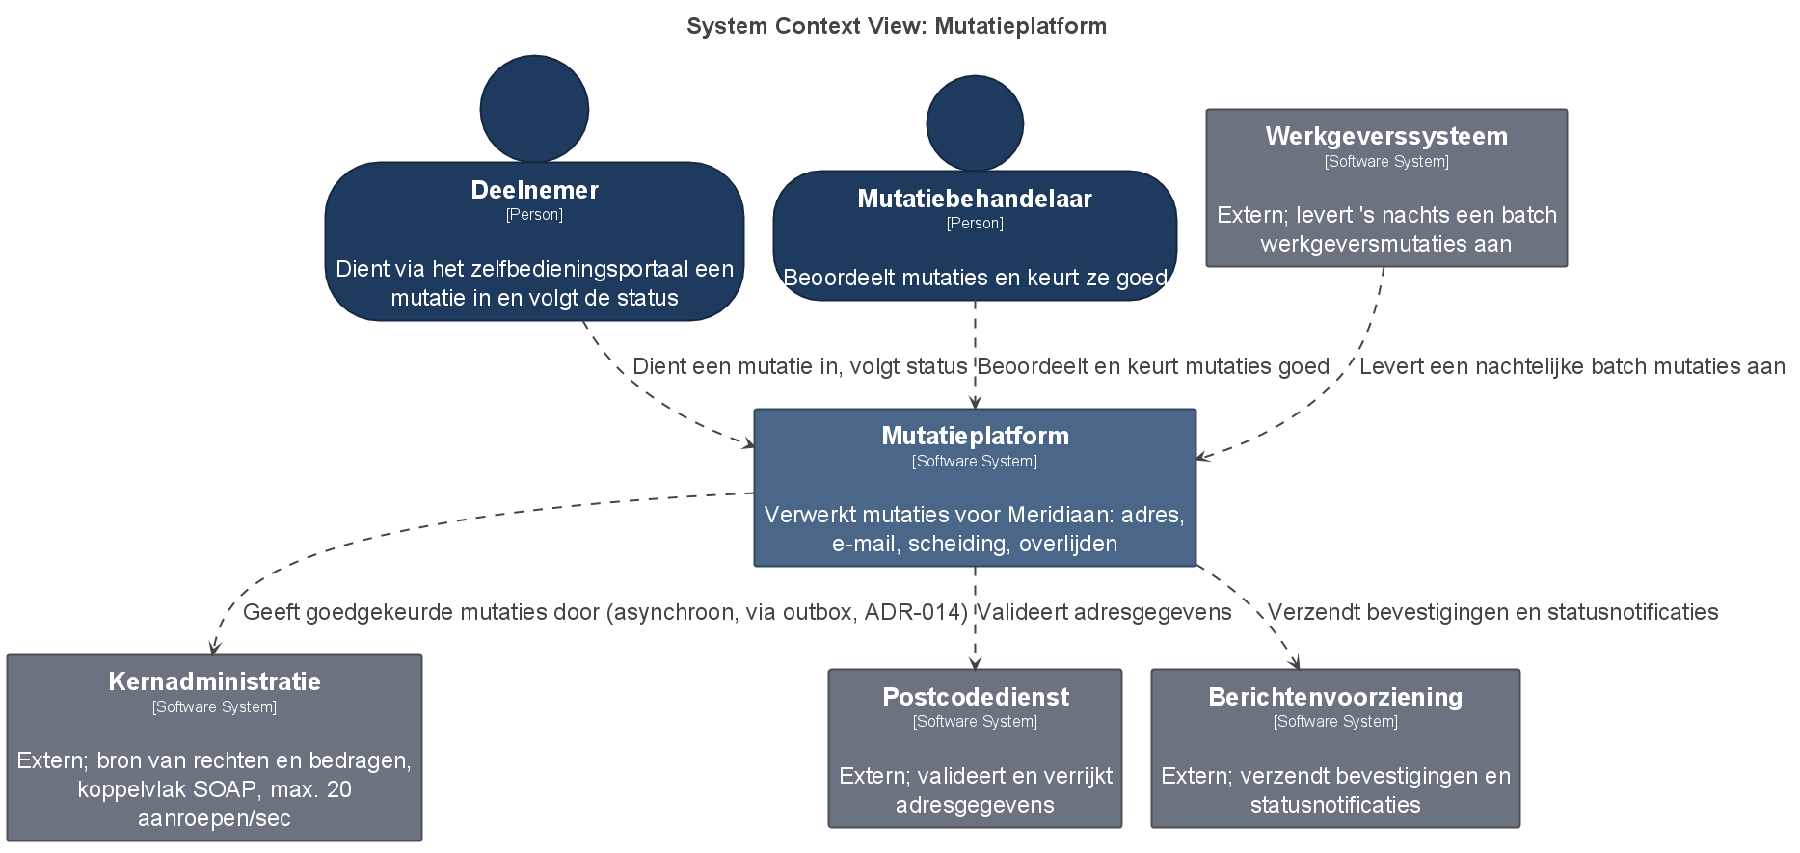 System Context View: Mutatieplatform
Deelnemer
[Person]
Dient via het zelfbedieningsportaal een
mutatie in en volgt de status
Mutatiebehandelaar
[Person]
Beoordeelt mutaties en keurt ze goed
Werkgeverssysteem
[Software System]
Extern; levert 's nachts een batch
werkgeversmutaties aan
Dient een mutatie in, volgt status
Beoordeelt en keurt mutaties goed
Levert een nachtelijke batch mutaties aan
Mutatieplatform
[Software System]
Verwerkt mutaties voor Meridiaan: adres,
e-mail, scheiding, overlijden
Geeft goedgekeurde mutaties door (asynchroon, via outbox, ADR-014)
Valideert adresgegevens
Verzendt bevestigingen en statusnotificaties
Kernadministratie
[Software System]
Extern; bron van rechten en bedragen,
koppelvlak SOAP, max. 20
aanroepen/sec
Postcodedienst
[Software System]
Extern; valideert en verrijkt
adresgegevens
Berichtenvoorziening
[Software System]
Extern; verzendt bevestigingen en
statusnotificaties